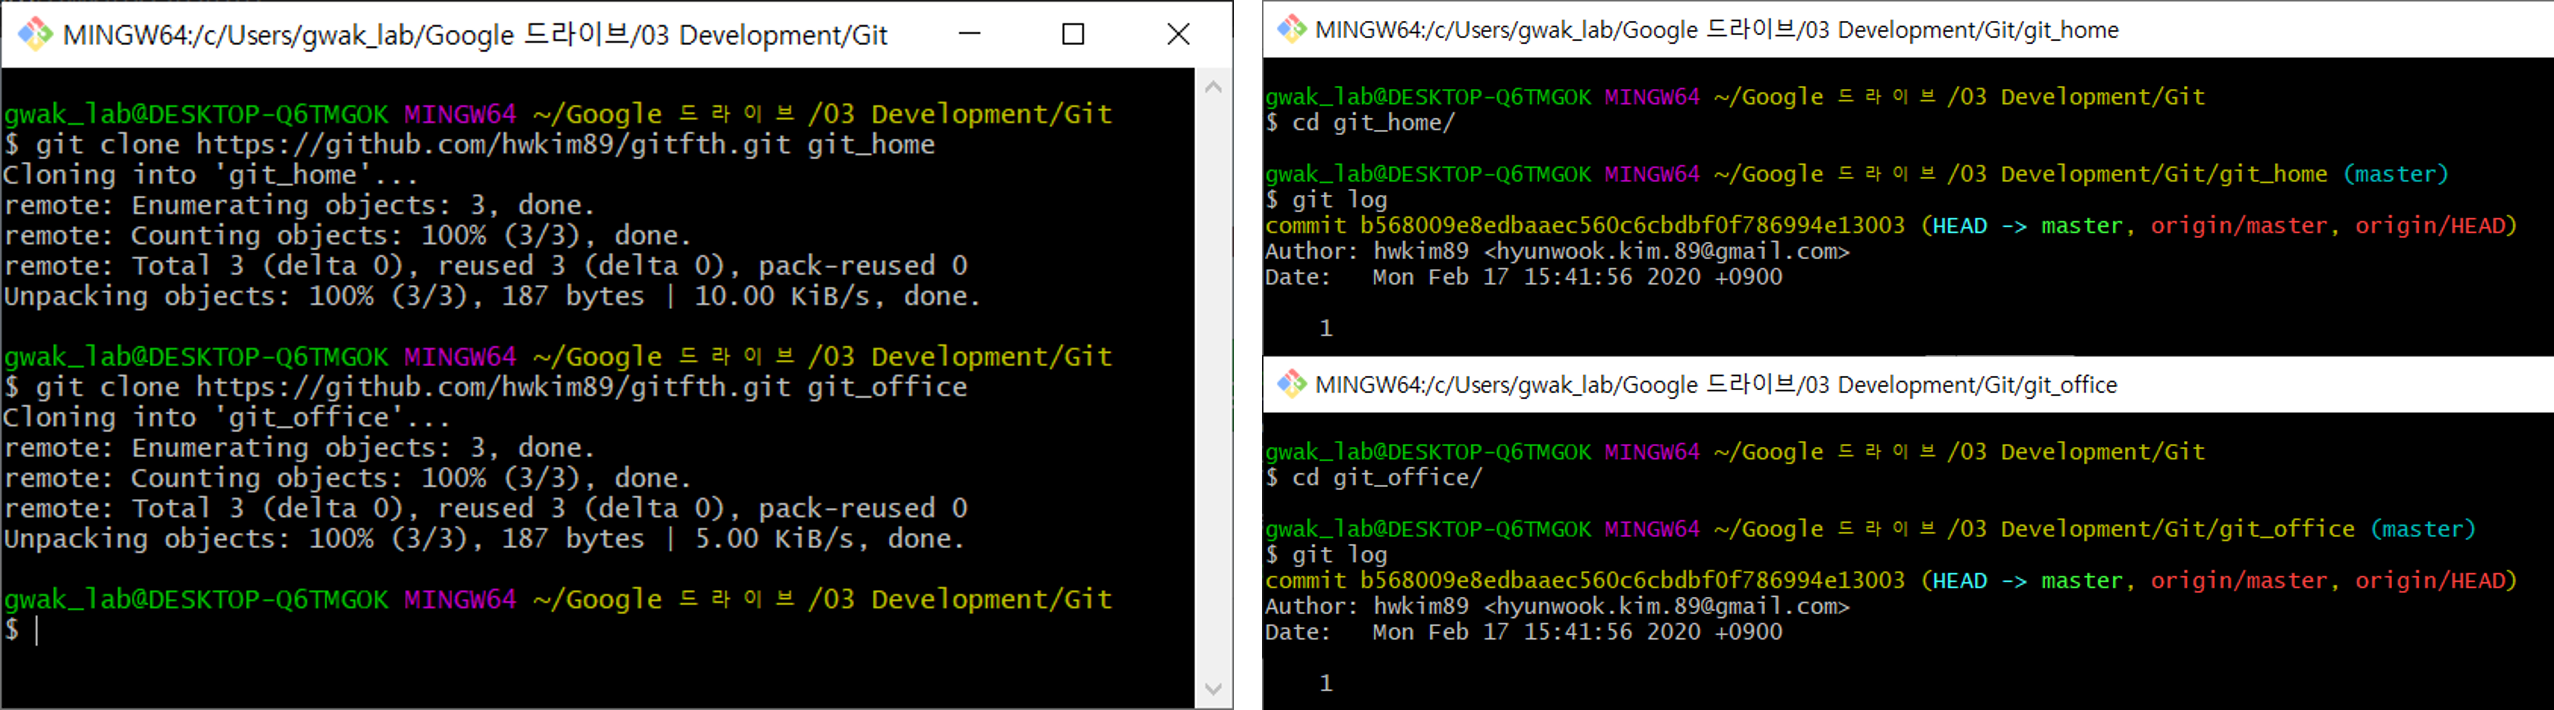 MINGW64:/c/Users/gwak_lab/Google 드라이브/03 Development/Git
gwak_lab@DESKTOP-Q6TMGOK MINGW64 ~/Google 드라이브/03 Development/Git
$ git clone https://github.com/hwkim89/gitfth.git git_home
Cloning into 'git_home'...
remote: Enumerating objects: 3, done.
remote: Counting objects: 100% (3/3), done.
remote: Total 3 (delta 0), reused 3 (delta 0), pack-reused 0
Unpacking objects: 100% (3/3), 187 bytes | 10.00 KiB/s, done.
gwak_lab@DESKTOP-Q6TMGOK MINGW64 ~/Google 드라이브/03 Development/Git
$ git clone https://github.com/hwkim89/gitfth.git git_office
Cloning into 'git_office'...
remote: Enumerating objects: 3, done.
remote: Counting objects: 100% (3/3), done.
remote: Total 3 (delta 0), reused 3 (delta 0), pack-reused 0
Unpacking objects: 100% (3/3), 187 bytes | 5.00 KiB/s, done.
gwak_lab@DESKTOP-Q6TMGOK MINGW64 ~/Google 드라이브/03 Development/Git
$
MINGW64:/c/Users/gwak_lab/Google 드라이브/03 Development/Git/git_home
gwak_lab@DESKTOP-Q6TMGOK MINGW64 ~/Google 드라이브/03 Development/Git
$ cd git_home/
gwak_lab@DESKTOP-Q6TMGOK MINGW64 ~/Google 드라이브/03 Development/Git/git_home (master)
$ git log
commit b568009e8edbaaec560c6cbdbf0f786994e13003 (HEAD -> master, origin/master, origin/HEAD)
Author: hwkim89 <hyunwook.kim.89@gmail.com>
Date:   Mon Feb 17 15:41:56 2020 +0900
1
MINGW64:/c/Users/gwak_lab/Google 드라이브/03 Development/Git/git_office
gwak_lab@DESKTOP-Q6TMGOK MINGW64 ~/Google 드라이브/03 Development/Git
$ cd git_office/
gwak_lab@DESKTOP-Q6TMGOK MINGW64 ~/Google 드라이브/03 Development/Git/git_office (master)
$ git log
commit b568009e8edbaaec560c6cbdbf0f786994e13003 (HEAD -> master, origin/master, origin/HEAD)
Author: hwkim89 <hyunwook.kim.89@gmail.com>
Date:   Mon Feb 17 15:41:56 2020 +0900
1